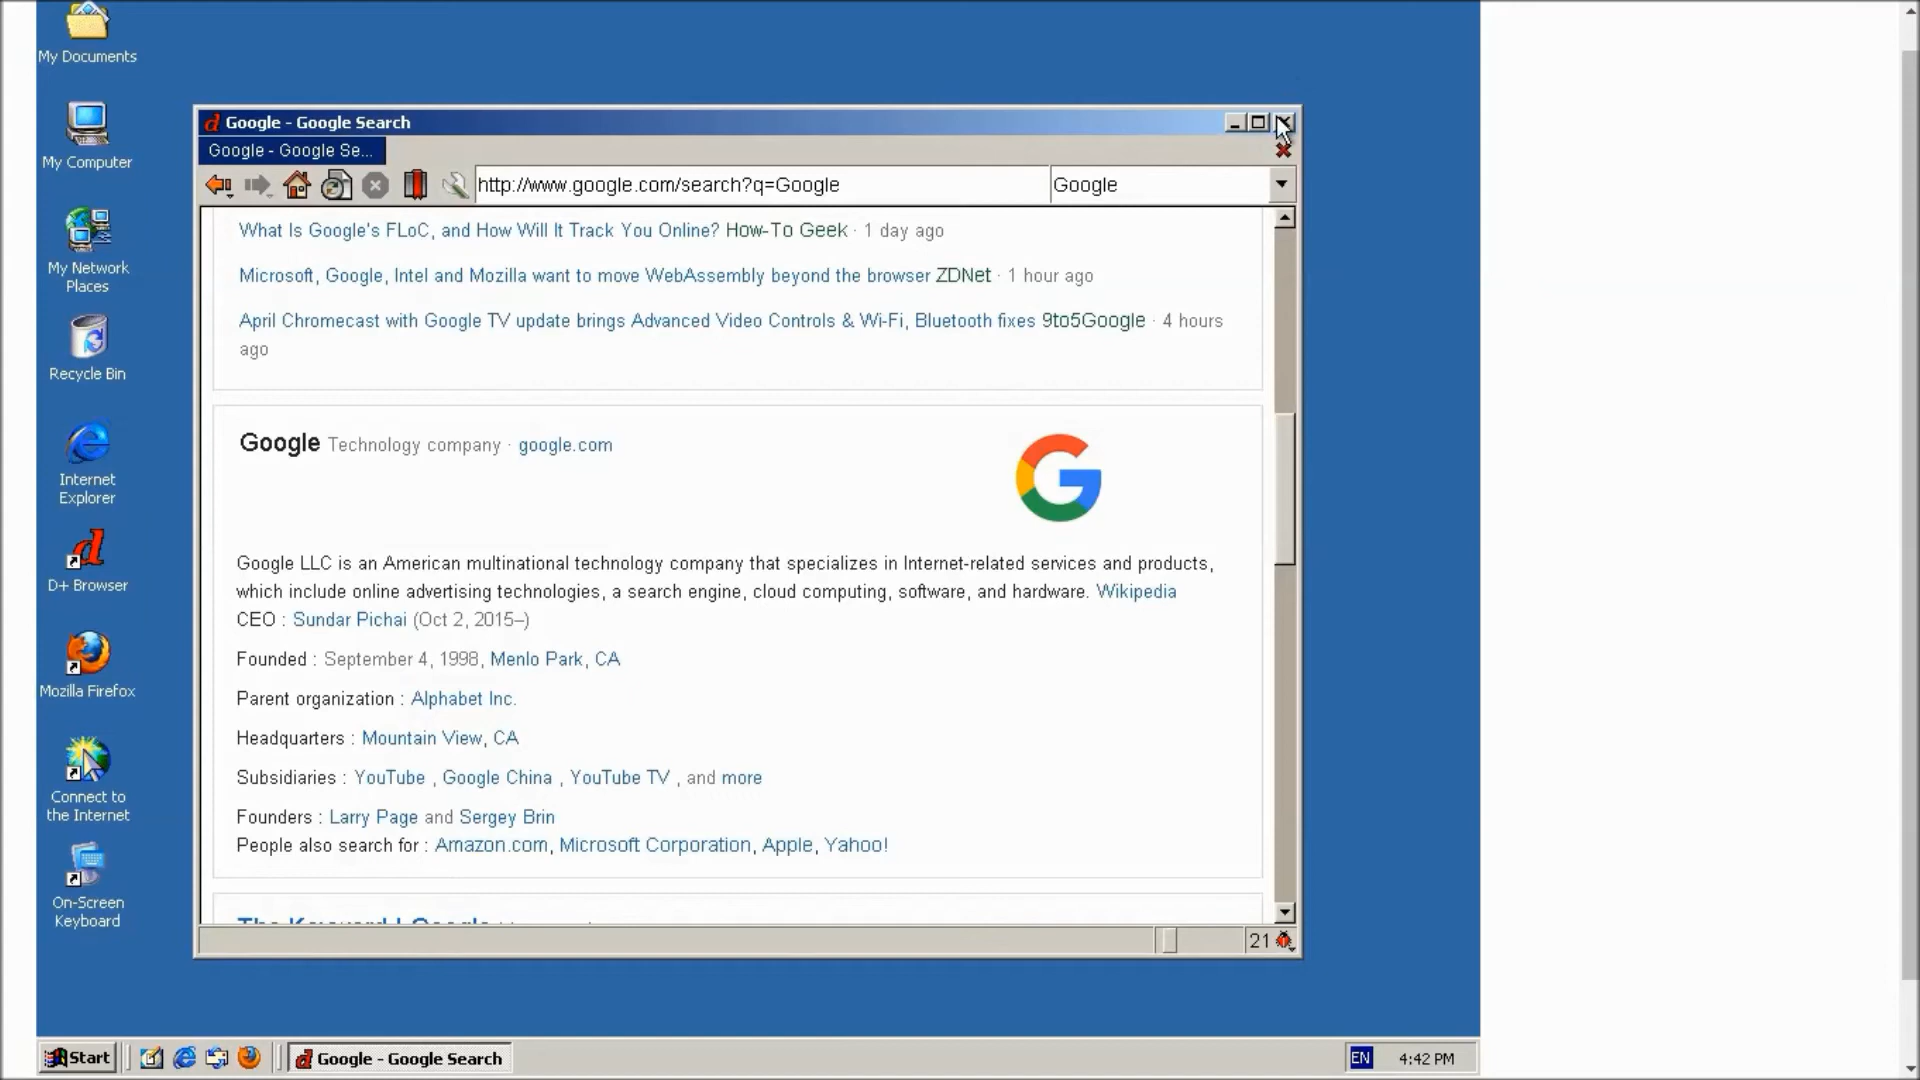 My Documents
My Computer
My Network
Places
Recycle Bin
Internet
Explorer
D+ Browser
Mozilla Firefox
Connect to
the Internet
On-Screen
Keyboard
Google - Google Search
Google - Google Se...
http://www.google.com/search?q=Google
Google
What Is Google's FLoC, and How Will It Track You Online? How-To Geek · 1 day ago
Microsoft, Google, Intel and Mozilla want to move WebAssembly beyond the browser ZDNet · 1 hour ago
April Chromecast with Google TV update brings Advanced Video Controls & Wi-Fi, Bluetooth fixes 9to5Google · 4 hours
ago
Google Technology company · google.com
Google LLC is an American multinational technology company that specializes in Internet-related services and products,
which include online advertising technologies, a search engine, cloud computing, software, and hardware. Wikipedia
CEO : Sundar Pichai (Oct 2, 2015–)
Founded : September 4, 1998, Menlo Park, CA
Parent organization : Alphabet Inc.
Headquarters : Mountain View, CA
Subsidiaries : YouTube , Google China , YouTube TV , and more
Founders : Larry Page and Sergey Brin
People also search for : Amazon.com, Microsoft Corporation, Apple, Yahoo!
The Keyword | Google
21
Start
Google - Google Search
EN
4:42 PM